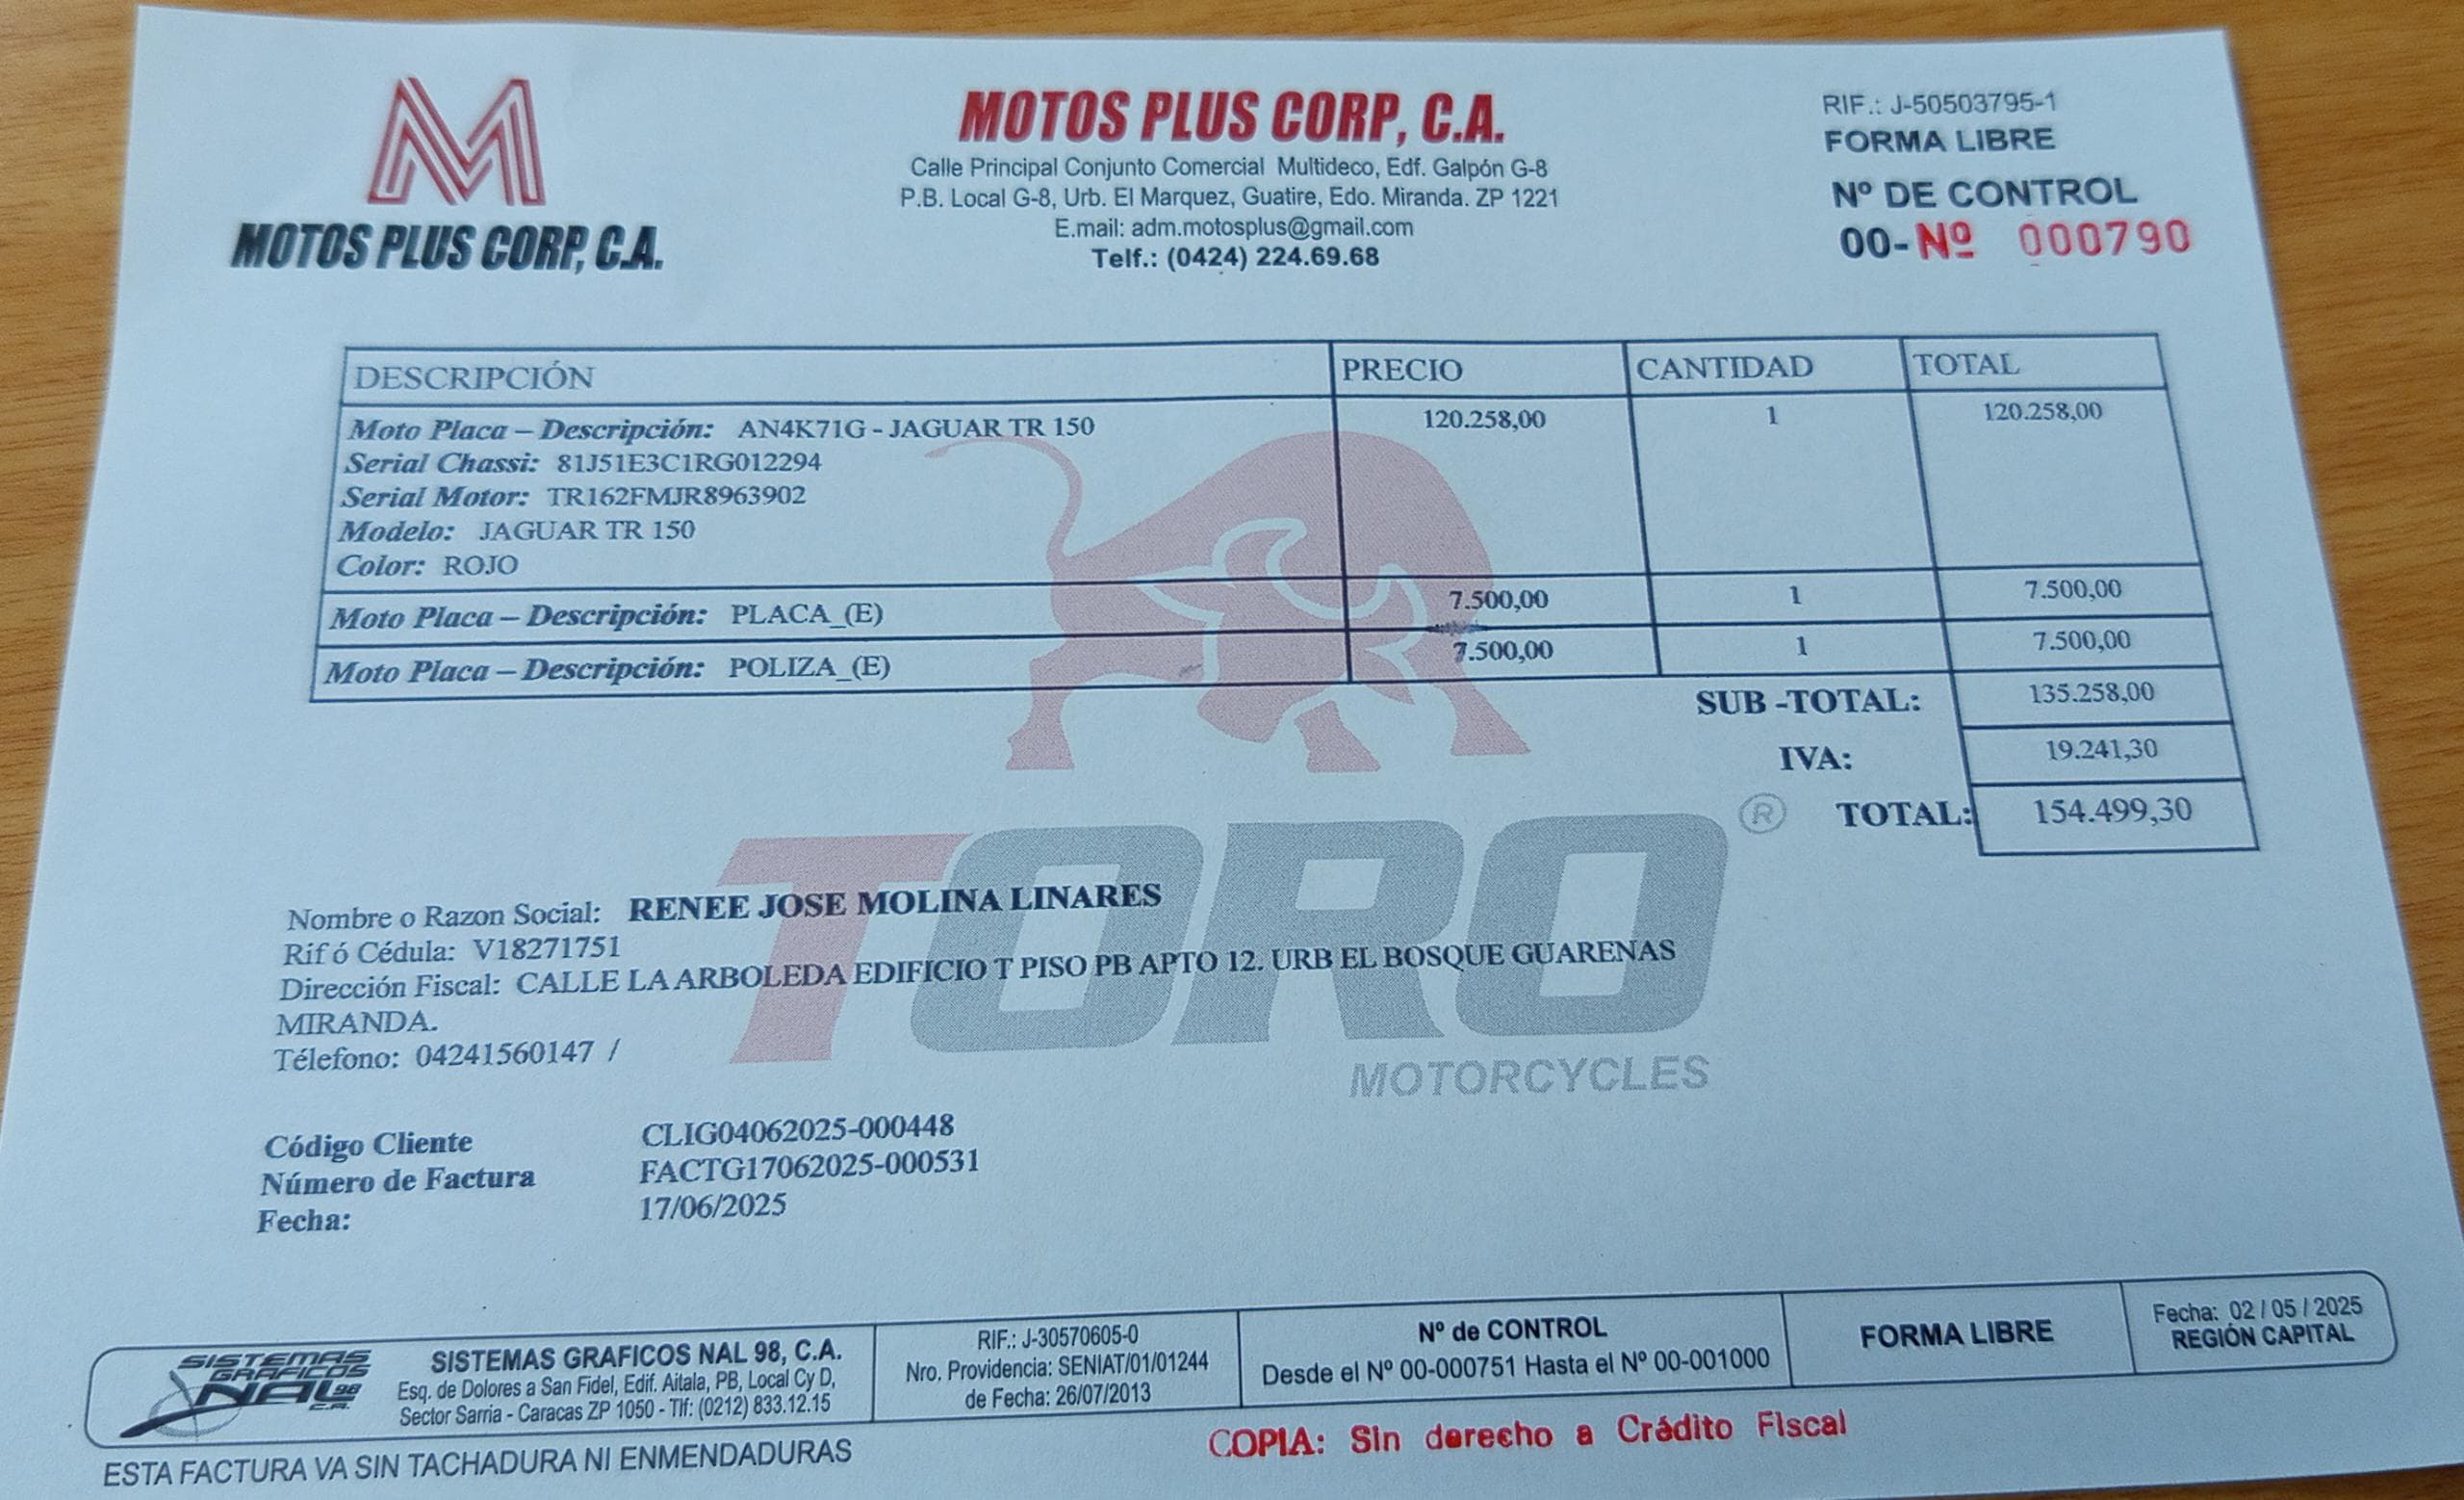 MOTOS PLUS CORP, C.A.
MOTOS PLUS CORP, C.A.
Calle Principal Conjunto Comercial Multideco, Edf. Galpón G-8
P.B. Local G-8, Urb. El Marquez, Guatire, Edo. Miranda. ZP 1221
E.mail: adm.motosplus@gmail.com
Telf.: (0424) 224.69.68
RIF.: J-50503795-1
FORMA LIBRE
Nº DE CONTROL
00-Nº 000790
DESCRIPCIÓN PRECIO CANTIDAD TOTAL
Moto Placa – Descripción: AN4K71G - JAGUAR TR 150 120.258,00 1 120.258,00
Serial Chassi: 81J51E3C1RG012294
Serial Motor: TR162FMJR8963902
Modelo: JAGUAR TR 150
Color: ROJO
Moto Placa – Descripción: PLACA_(E) 7.500,00 1 7.500,00
Moto Placa – Descripción: POLIZA_(E) 7.500,00 1 7.500,00
SUB -TOTAL: 135.258,00
IVA: 19.241,30
TOTAL: 154.499,30
TORO ®
MOTORCYCLES
Nombre o Razon Social: RENEE JOSE MOLINA LINARES
Rif ó Cédula: V18271751
Dirección Fiscal: CALLE LA ARBOLEDA EDIFICIO T PISO PB APTO 12. URB EL BOSQUE GUARENAS
MIRANDA.
Télefono: 04241560147 /
Código Cliente CLIG04062025-000448
Número de Factura FACTG17062025-000531
Fecha: 17/06/2025
SISTEMAS
GRAFICOS
NAL 98
C.A.
SISTEMAS GRAFICOS NAL 98, C.A.
Esq. de Dolores a San Fidel, Edif. Aitala, PB, Local Cy D,
Sector Sarria - Caracas ZP 1050 - Tlf: (0212) 833.12.15
RIF.: J-30570605-0
Nro. Providencia: SENIAT/01/01244
de Fecha: 26/07/2013
Nº de CONTROL
Desde el Nº 00-000751 Hasta el Nº 00-001000
FORMA LIBRE
Fecha: 02 / 05 / 2025
REGIÓN CAPITAL
ESTA FACTURA VA SIN TACHADURA NI ENMENDADURAS
COPIA: Sin derecho a Crédito Fiscal